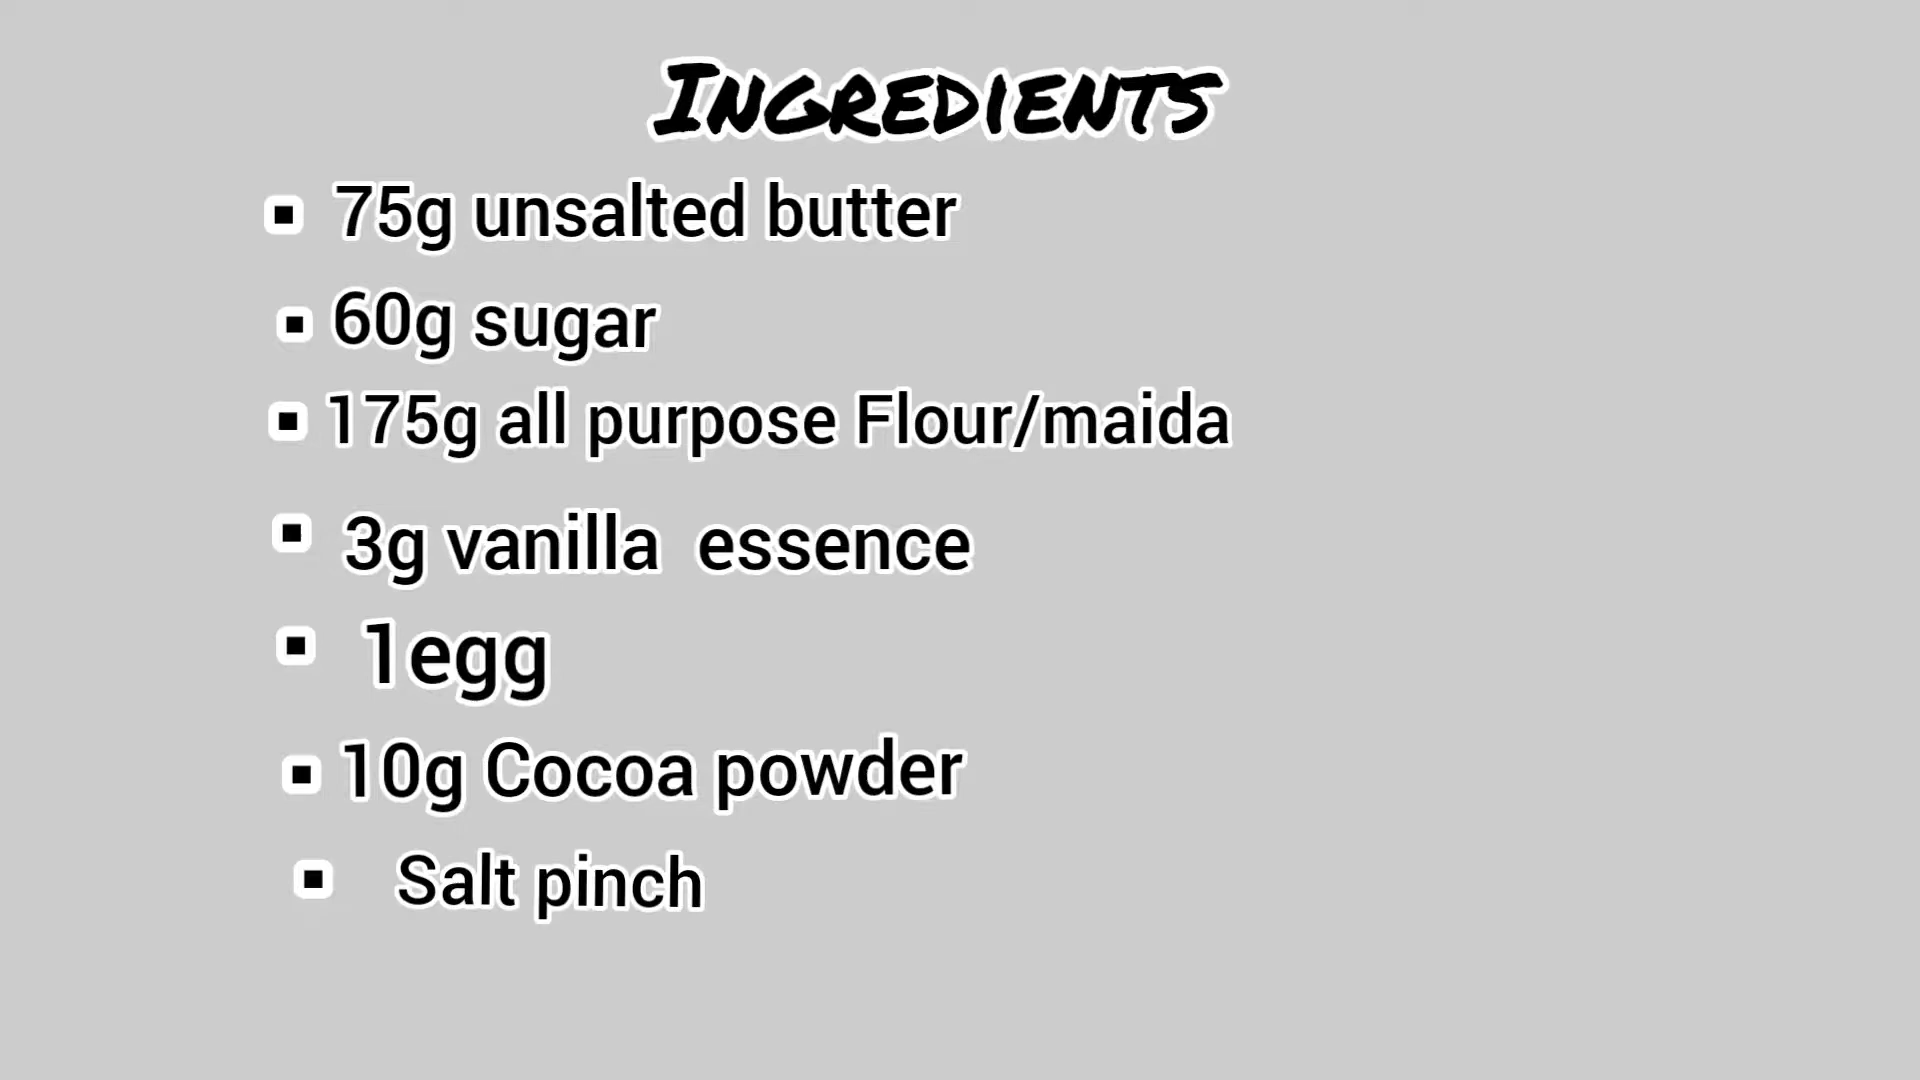 INGREDIENTS
▪ 75g unsalted butter
▪ 60g sugar
▪ 175g all purpose Flour/maida
▪ 3g vanilla essence
▪ 1egg
▪ 10g Cocoa powder
▪ Salt pinch